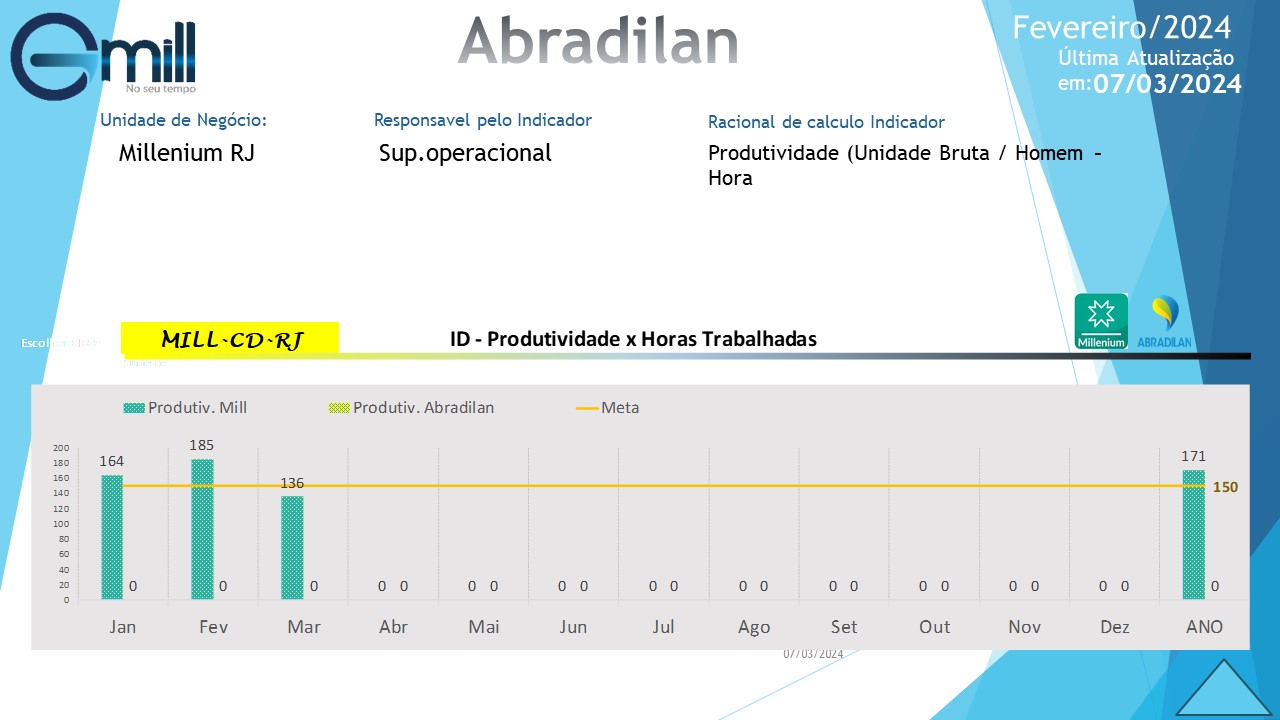 mill
No seu tempo
Abradilan
Fevereiro/2024
Última Atualização
em:07/03/2024
Unidade de Negócio:
Millenium RJ
Responsavel pelo Indicador
Sup.operacional
Racional de calculo Indicador
Produtividade (Unidade Bruta / Homem –
Hora
MILL-CD-RJ
ID - Produtividade x Horas Trabalhadas
Millenium
ABRADILAN
Produtiv. Mill
Produtiv. Abradilan
Meta
200
180
160
140
120
100
80
60
40
20
0
164 185 136 171
150
0 0 0 0 0 0 0 0 0 0 0 0 0 0 0 0 0 0 0 0 0 0
Jan Fev Mar Abr Mai Jun Jul Ago Set Out Nov Dez ANO
07/03/2024